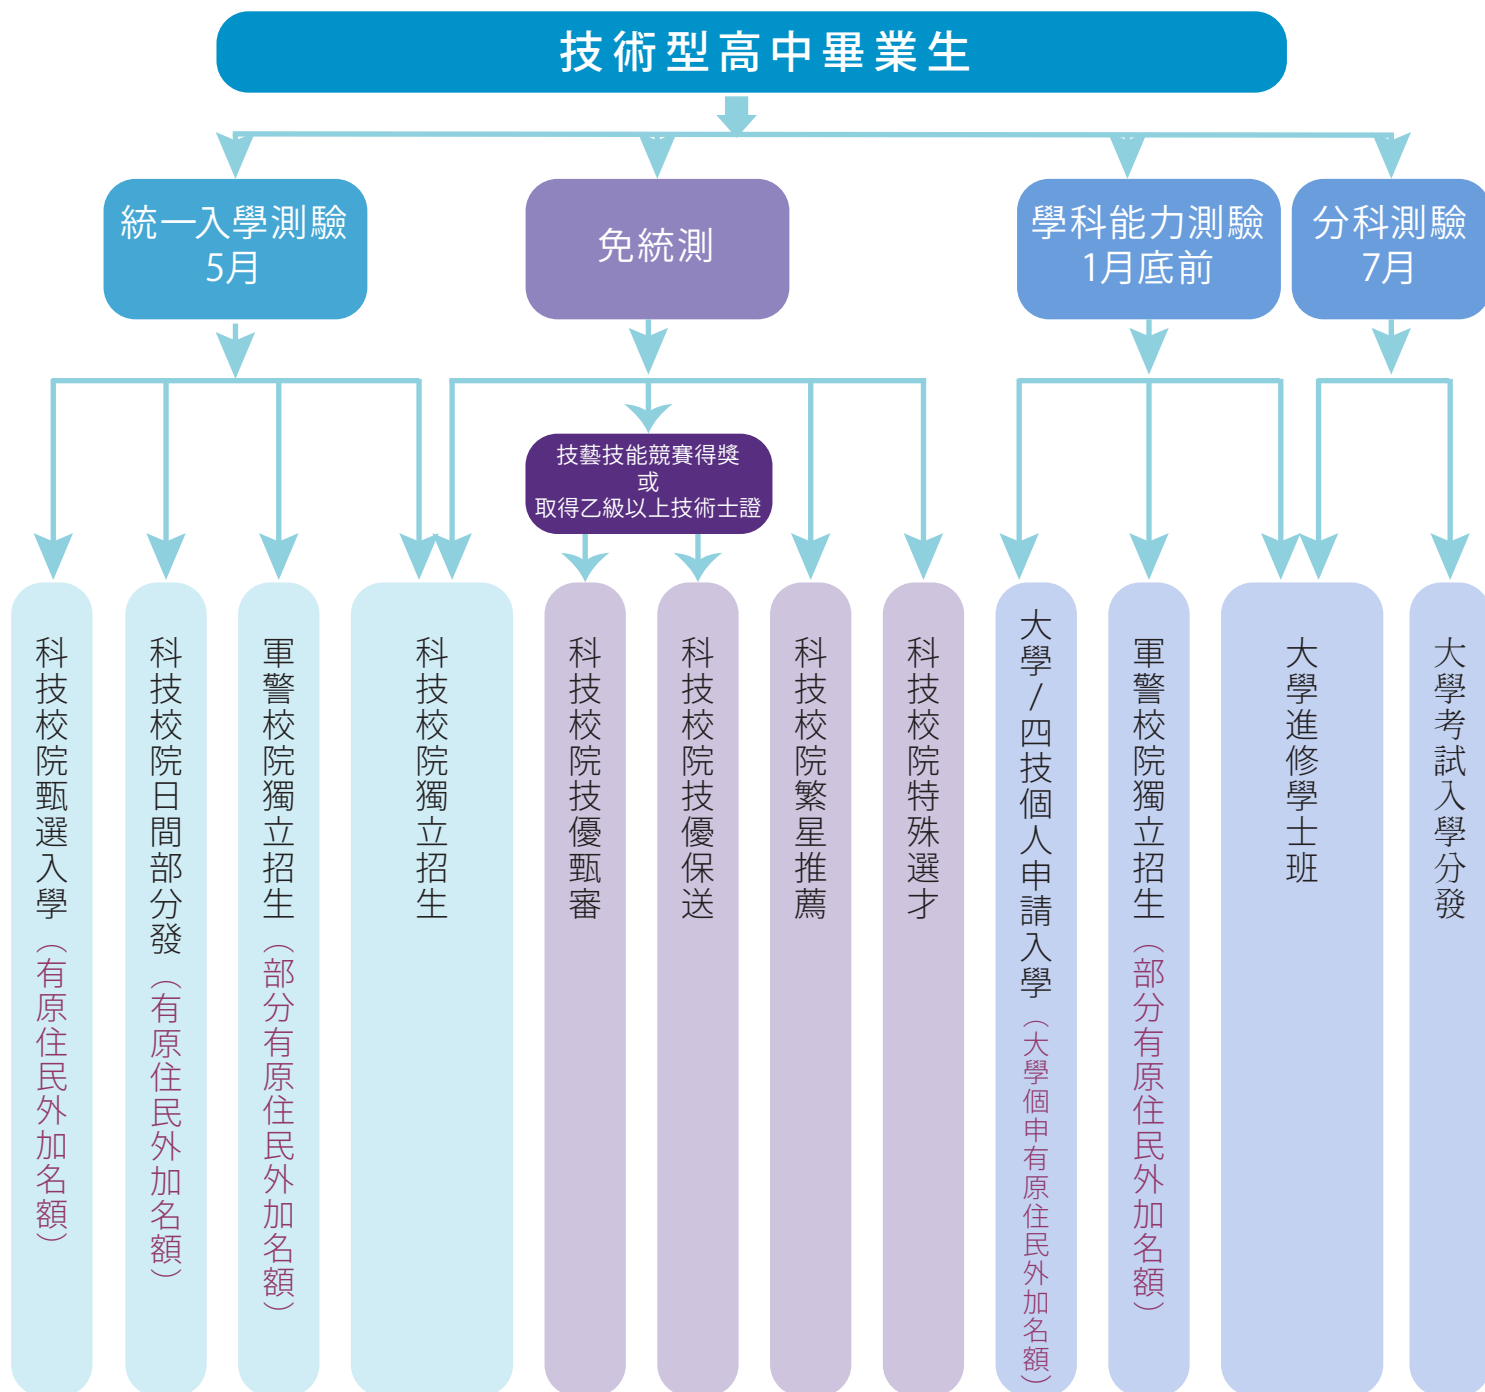 技術型高中畢業生
統一入學測驗
5月
免統測
學科能力測驗
1月底前
分科測驗
7月
技藝技能競賽得獎
或
取得乙級以上技術士證
科技校院甄選入學（有原住民外加名額）
科技校院日間部分發（有原住民外加名額）
軍警校院獨立招生（部分有原住民外加名額）
科技校院獨立招生
科技校院技優甄審
科技校院技優保送
科技校院繁星推薦
科技校院特殊選才
大學/四技個人申請入學（大學個申有原住民外加名額）
軍警校院獨立招生（部分有原住民外加名額）
大學進修學士班
大學考試入學分發